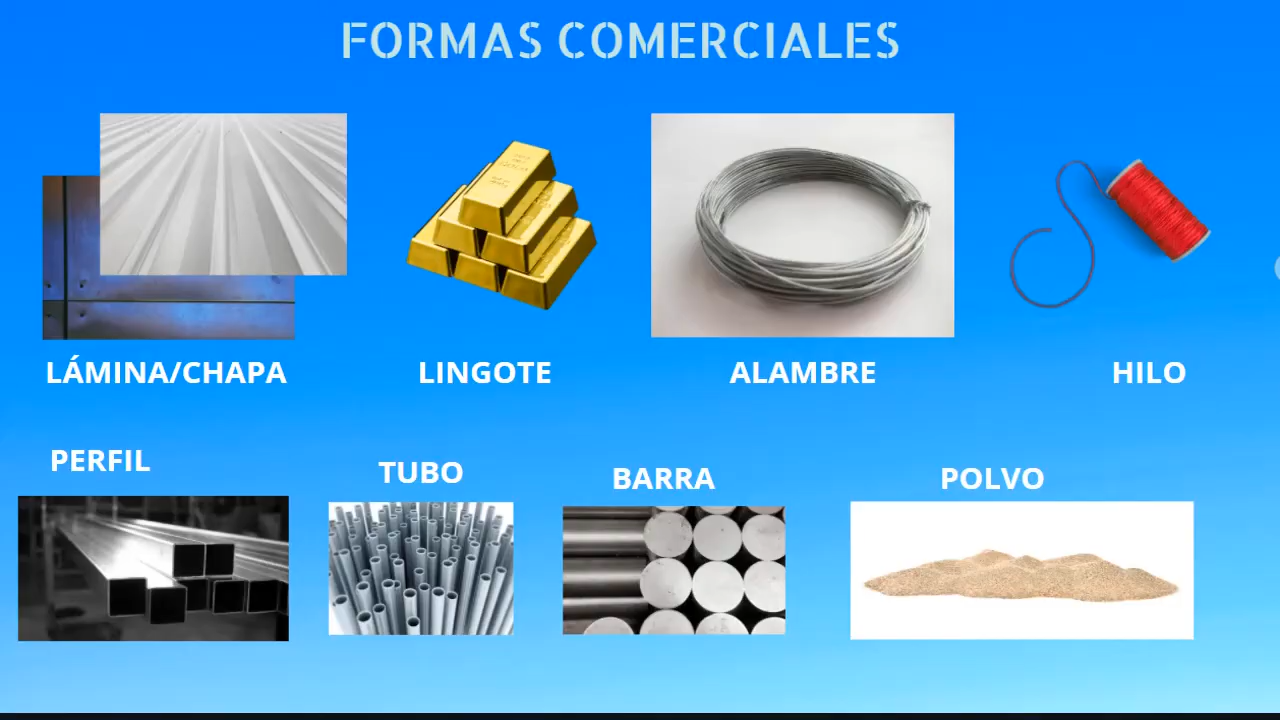 FORMAS COMERCIALES
LÁMINA/CHAPA
LINGOTE
ALAMBRE
HILO
PERFIL
TUBO
BARRA
POLVO